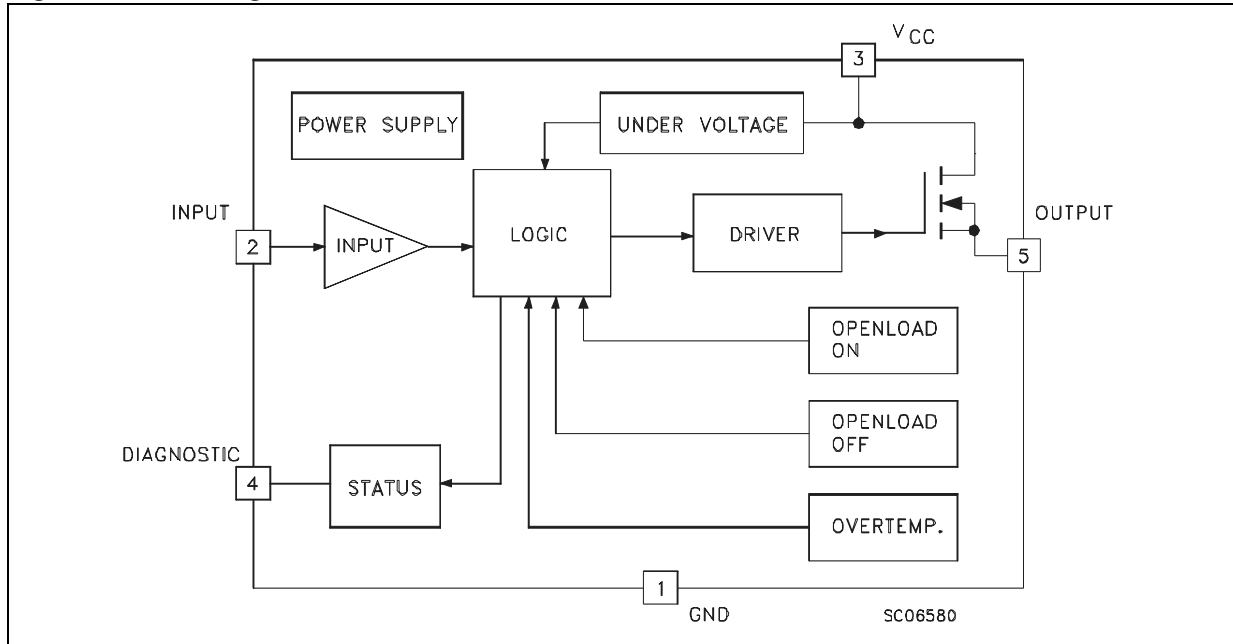 VCC
3
POWER SUPPLY
UNDER VOLTAGE
INPUT
2
INPUT
LOGIC
DRIVER
OUTPUT
5
OPENLOAD
ON
OPENLOAD
OFF
DIAGNOSTIC
4
STATUS
OVERTEMP.
1
GND
SC06580